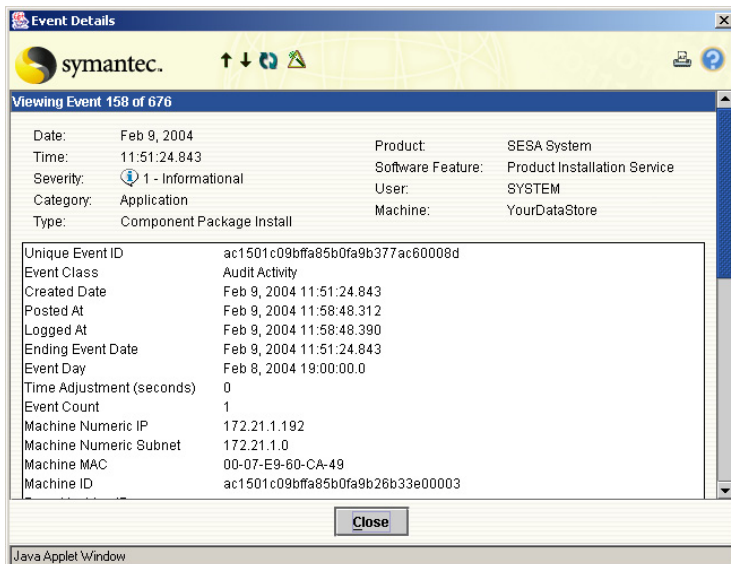 Event Details
symantec.
Viewing Event 158 of 676
Date: Feb 9, 2004
Time: 11:51:24.843
Severity: 1 - Informational
Category: Application
Type: Component Package Install
Product: SESA System
Software Feature: Product Installation Service
User: SYSTEM
Machine: YourDataStore
Unique Event ID ac1501c09bffa85b0fa9b377ac60008d
Event Class Audit Activity
Created Date Feb 9, 2004 11:51:24.843
Posted At Feb 9, 2004 11:58:48.312
Logged At Feb 9, 2004 11:58:48.390
Ending Event Date Feb 9, 2004 11:51:24.843
Event Day Feb 8, 2004 19:00:00.0
Time Adjustment (seconds) 0
Event Count 1
Machine Numeric IP 172.21.1.192
Machine Numeric Subnet 172.21.1.0
Machine MAC 00-07-E9-60-CA-49
Machine ID ac1501c09bffa85b0fa9b26b33e00003
Close
Java Applet Window